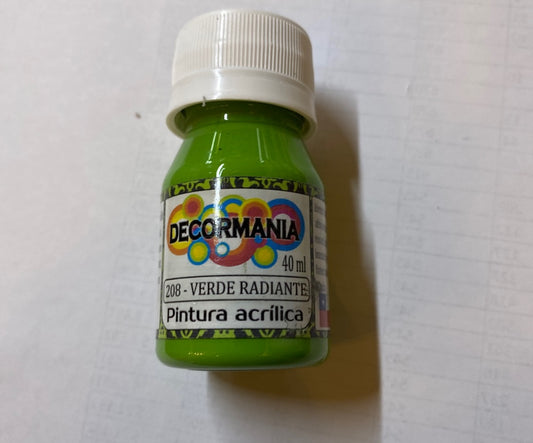 DECORMANIA
40 ml
208 - VERDE RADIANTE
Pintura acrílica